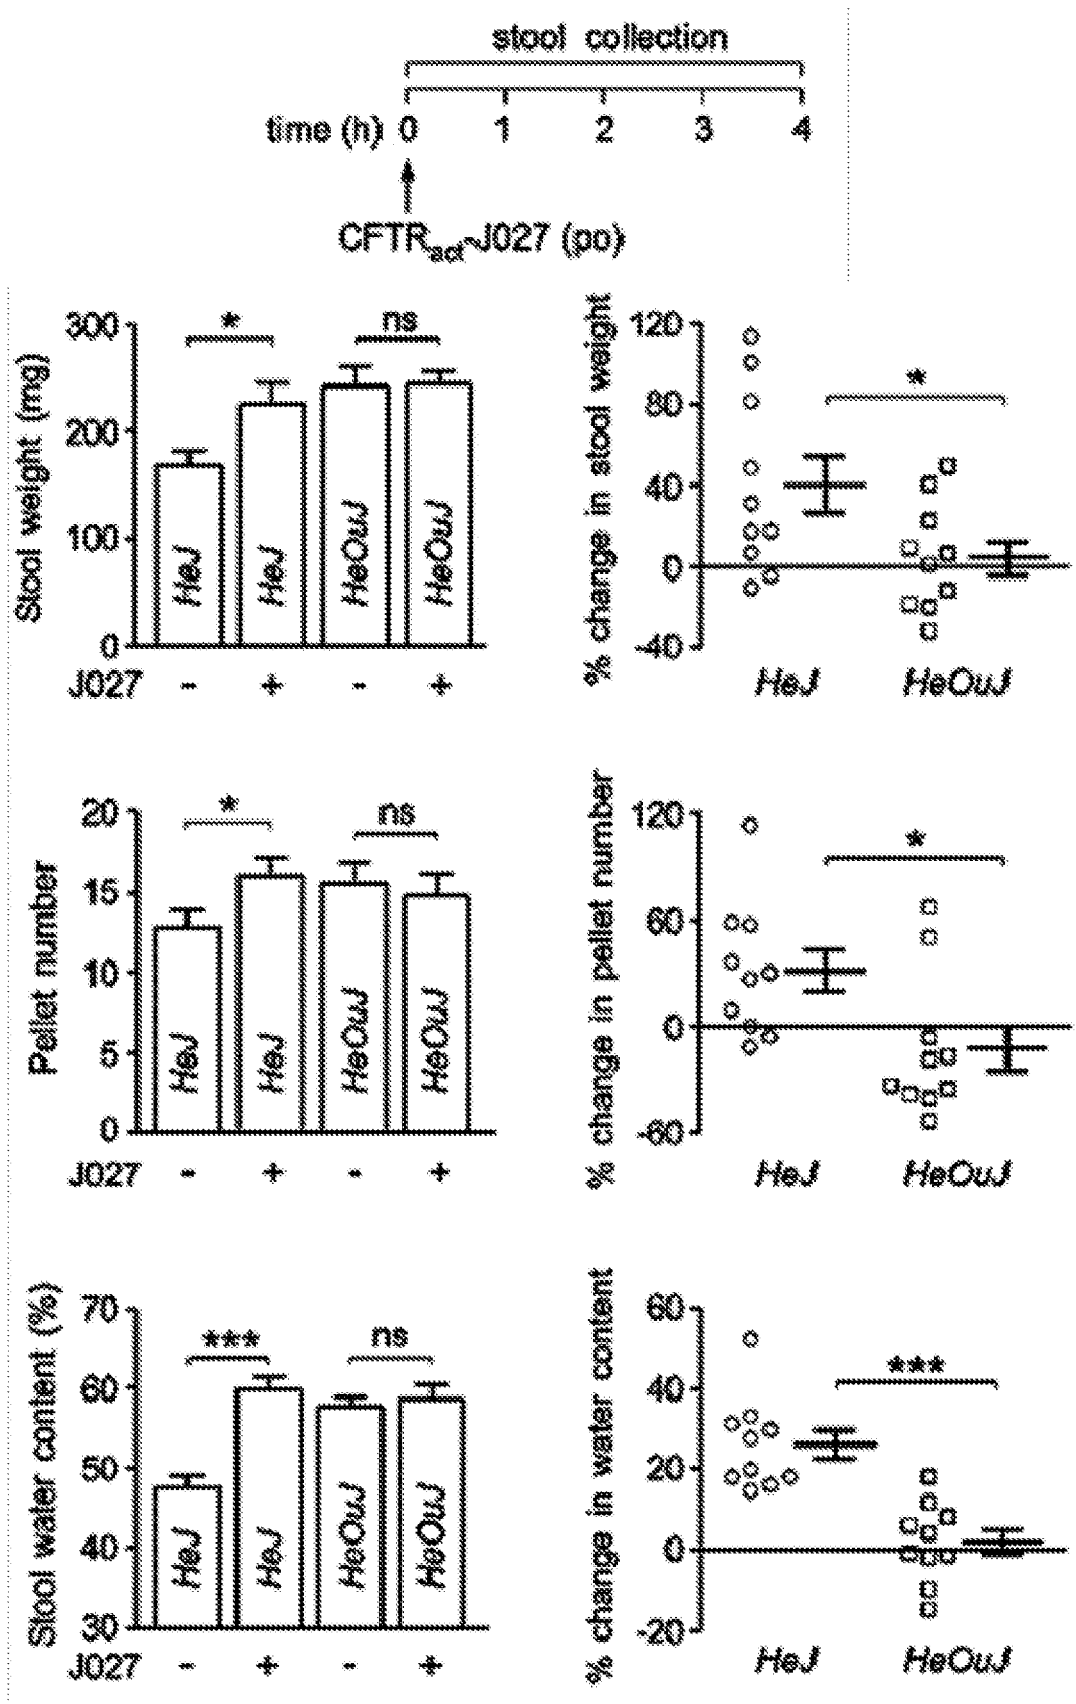 stool collection
time (h) 0 1 2 3 4
CFTRact-J027 (po)
Stool weight (mg)
300
200
100
0
*
ns
HeJ
HeJ
HeOuJ
HeOuJ
J027 - + - +
% change in stool weight
120
80
40
0
-40
*
HeJ HeOuJ
Pellet number
20
15
10
5
0
*
ns
HeJ
HeJ
HeOuJ
HeOuJ
J027 - + - +
% change in pellet number
120
60
0
-60
*
HeJ HeOuJ
Stool water content (%)
70
60
50
40
30
***
ns
HeJ
HeJ
HeOuJ
HeOuJ
J027 - + - +
% change in water content
60
40
20
0
-20
***
HeJ HeOuJ